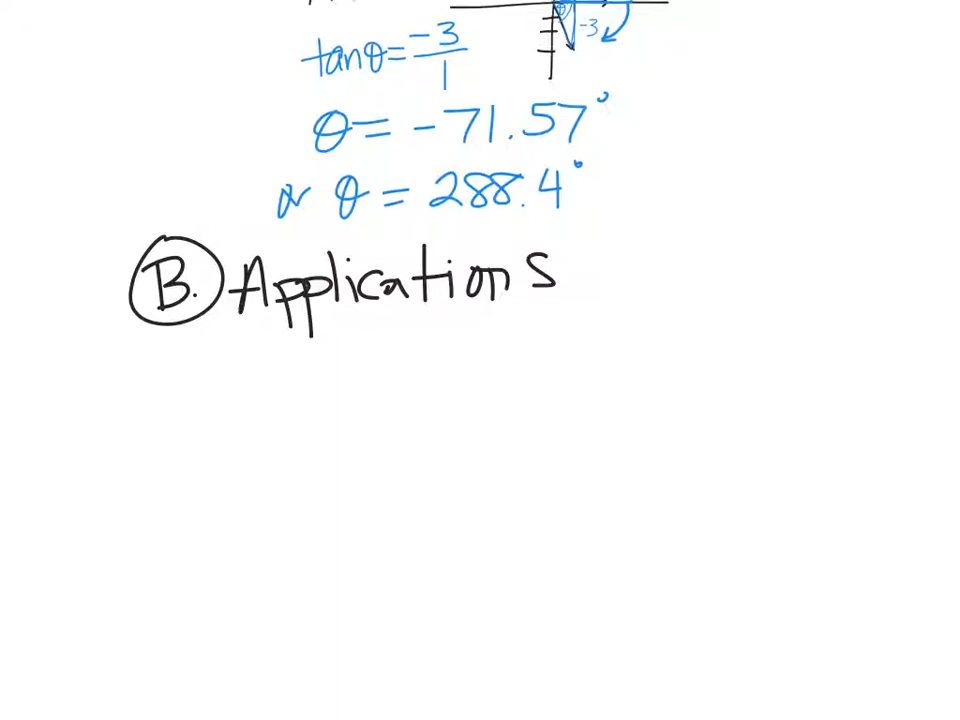 -3
tanθ = -3/1
θ = -71.57°
or θ = 288.4°
B. Applications